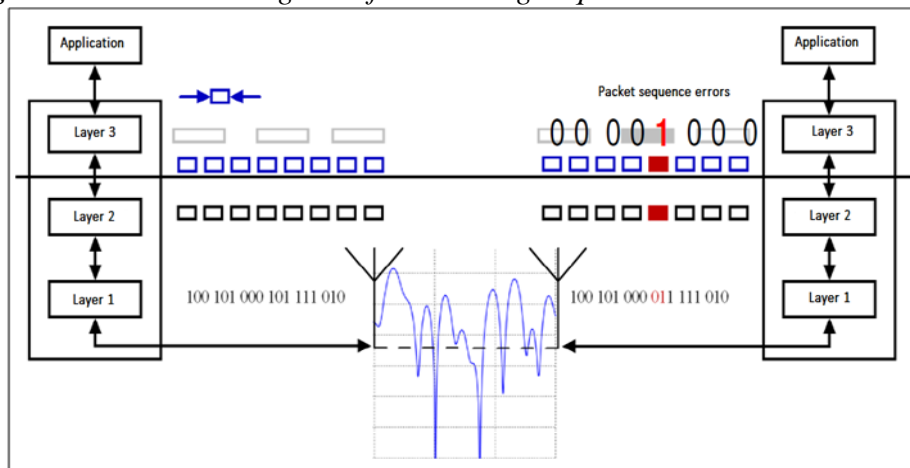 Application
Application
Packet sequence errors
0 0 0 0 1 0 0 0
Layer 3
Layer 3
Layer 2
Layer 2
Layer 1
100 101 000 101 111 010
100 101 000 011 111 010
Layer 1